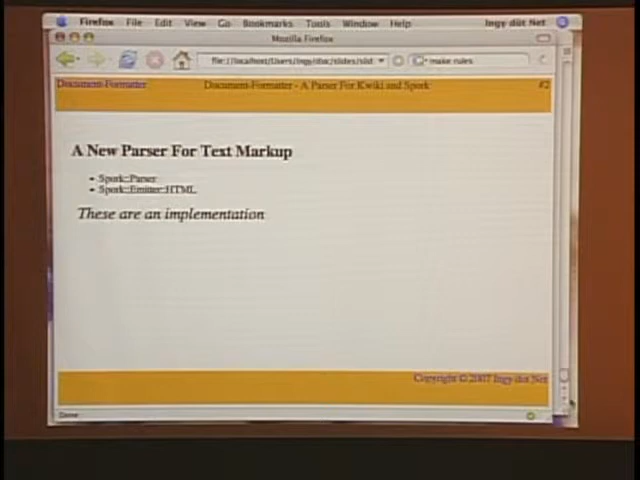 Firefox File Edit View Go Bookmarks Tools Window Help Ingy döt Net
Mozilla Firefox
make rules
Document-Formatter Document-Formatter - A Parser For Kwiki and Spork #2
A New Parser For Text Markup
• Spork::Parser
• Spork::Emitter::HTML
These are an implementation
Copyright © 2007 Ingy döt Net
Done